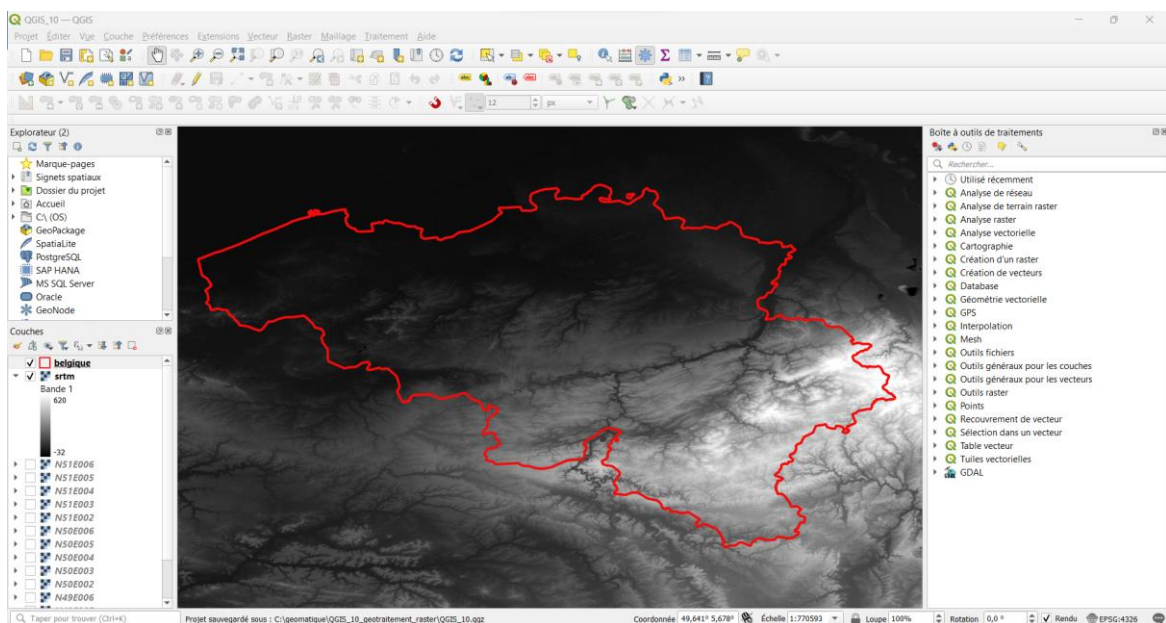 QGIS_10 — QGIS
Projet Éditer Vue Couche Préférences Extensions Vecteur Raster Maillage Traitement Aide
12 px
Explorateur (2)
Marque-pages
Signets spatiaux
Dossier du projet
Accueil
C:\ (OS)
GeoPackage
SpatiaLite
PostgreSQL
SAP HANA
MS SQL Server
Oracle
GeoNode
Couches
belgique
srtm
Bande 1
620
-32
N51E006
N51E005
N51E004
N51E003
N51E002
N50E006
N50E005
N50E004
N50E003
N50E002
N49E006
Boîte à outils de traitements
Rechercher...
Utilisé récemment
Analyse de réseau
Analyse de terrain raster
Analyse raster
Analyse vectorielle
Cartographie
Création d'un raster
Création de vecteurs
Database
Géométrie vectorielle
GPS
Interpolation
Mesh
Outils fichiers
Outils généraux pour les couches
Outils généraux pour les vecteurs
Outils raster
Points
Recouvrement de vecteur
Sélection dans un vecteur
Table vecteur
Tuiles vectorielles
GDAL
Taper pour trouver (Ctrl+K) Projet sauvegardé sous : C:\geomatique\QGIS_10_geotraitement_raster\QGIS_10.qgz Coordonnée 49,641° 5,678° Échelle 1:770593 Loupe 100% Rotation 0,0 ° Rendu EPSG:4326